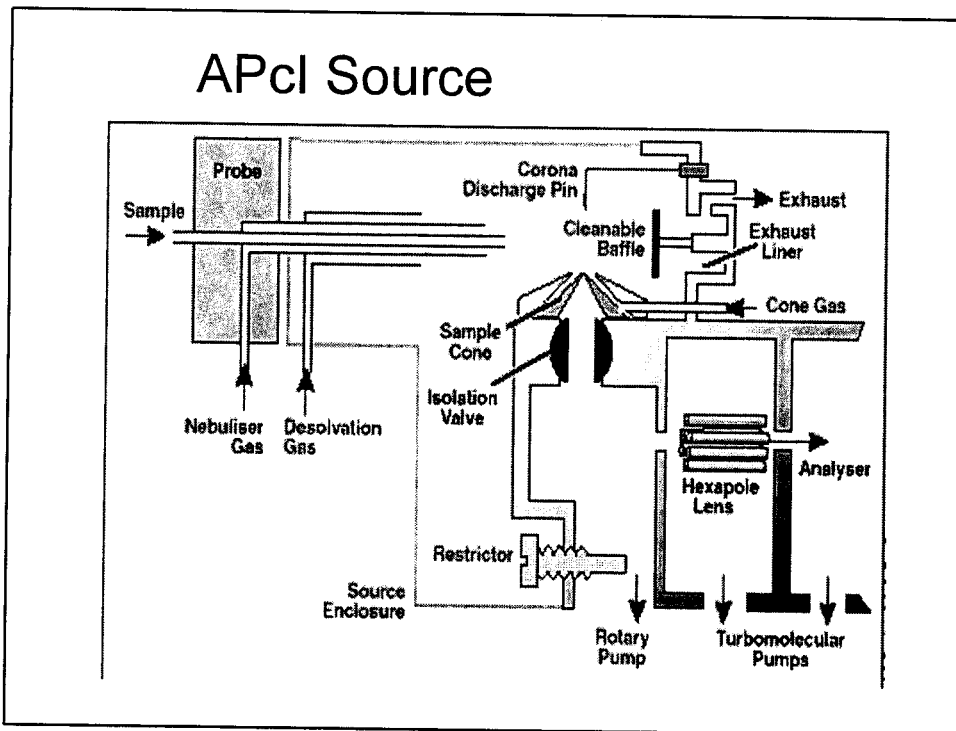 APcI Source
Probe
Sample
Corona
Discharge Pin
Exhaust
Cleanable
Baffle
Exhaust
Liner
Cone Gas
Sample
Cone
Isolation
Valve
Nebuliser
Gas
Desolvation
Gas
Analyser
Hexapole
Lens
Restrictor
Source
Enclosure
Rotary
Pump
Turbomolecular
Pumps